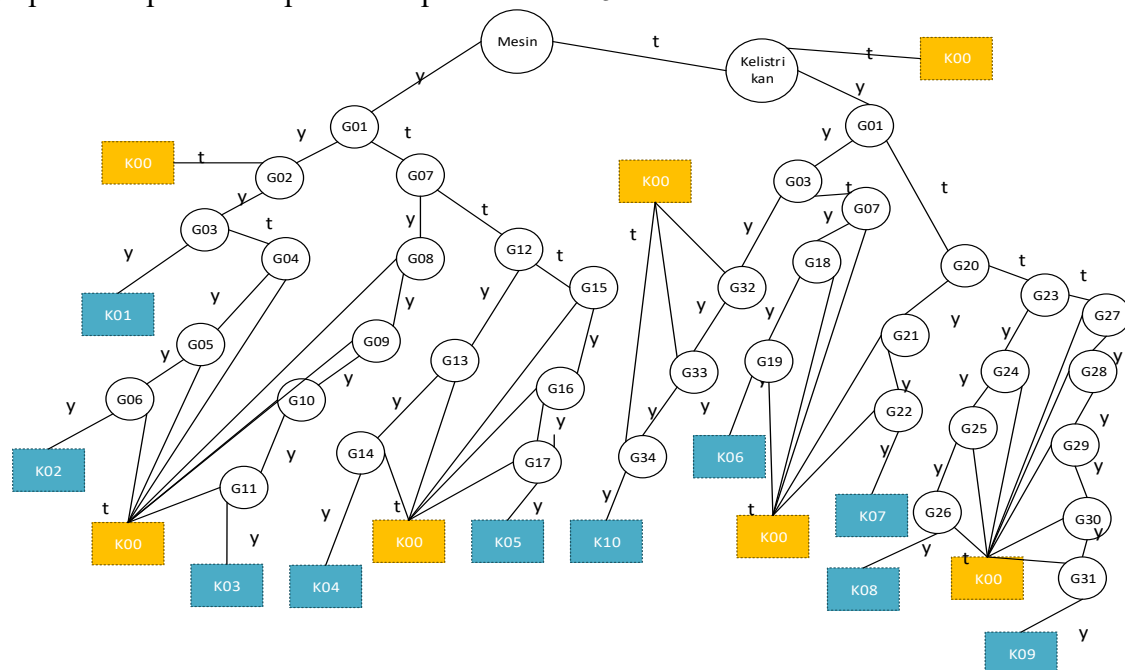 Mesin
t
Kelistri
kan
t
K00
y
y
G01
G01
y
t
y
K00
t
G02
G07
K00
G03
t
G07
t
y
y
t
y
G03
t
y
G12
t
y
G20
t
G23
t
G04
G08
G18
G27
y
K01
y
y
y
G15
t
y
G32
y
y
y
G05
G09
y
y
G21
y
y
y
G13
G19
G24
G28
y
G06
y
G10
G16
G33
y
y
y
y
y
y
y
G22
y
G25
G29
K02
G14
y
G17
G34
K06
y
y
y
G11
y
y
y
K07
G26
G30
t
y
K00
y
t
K00
K05
K10
t
K00
y
t
K00
y
G31
K03
K04
K08
y
K09